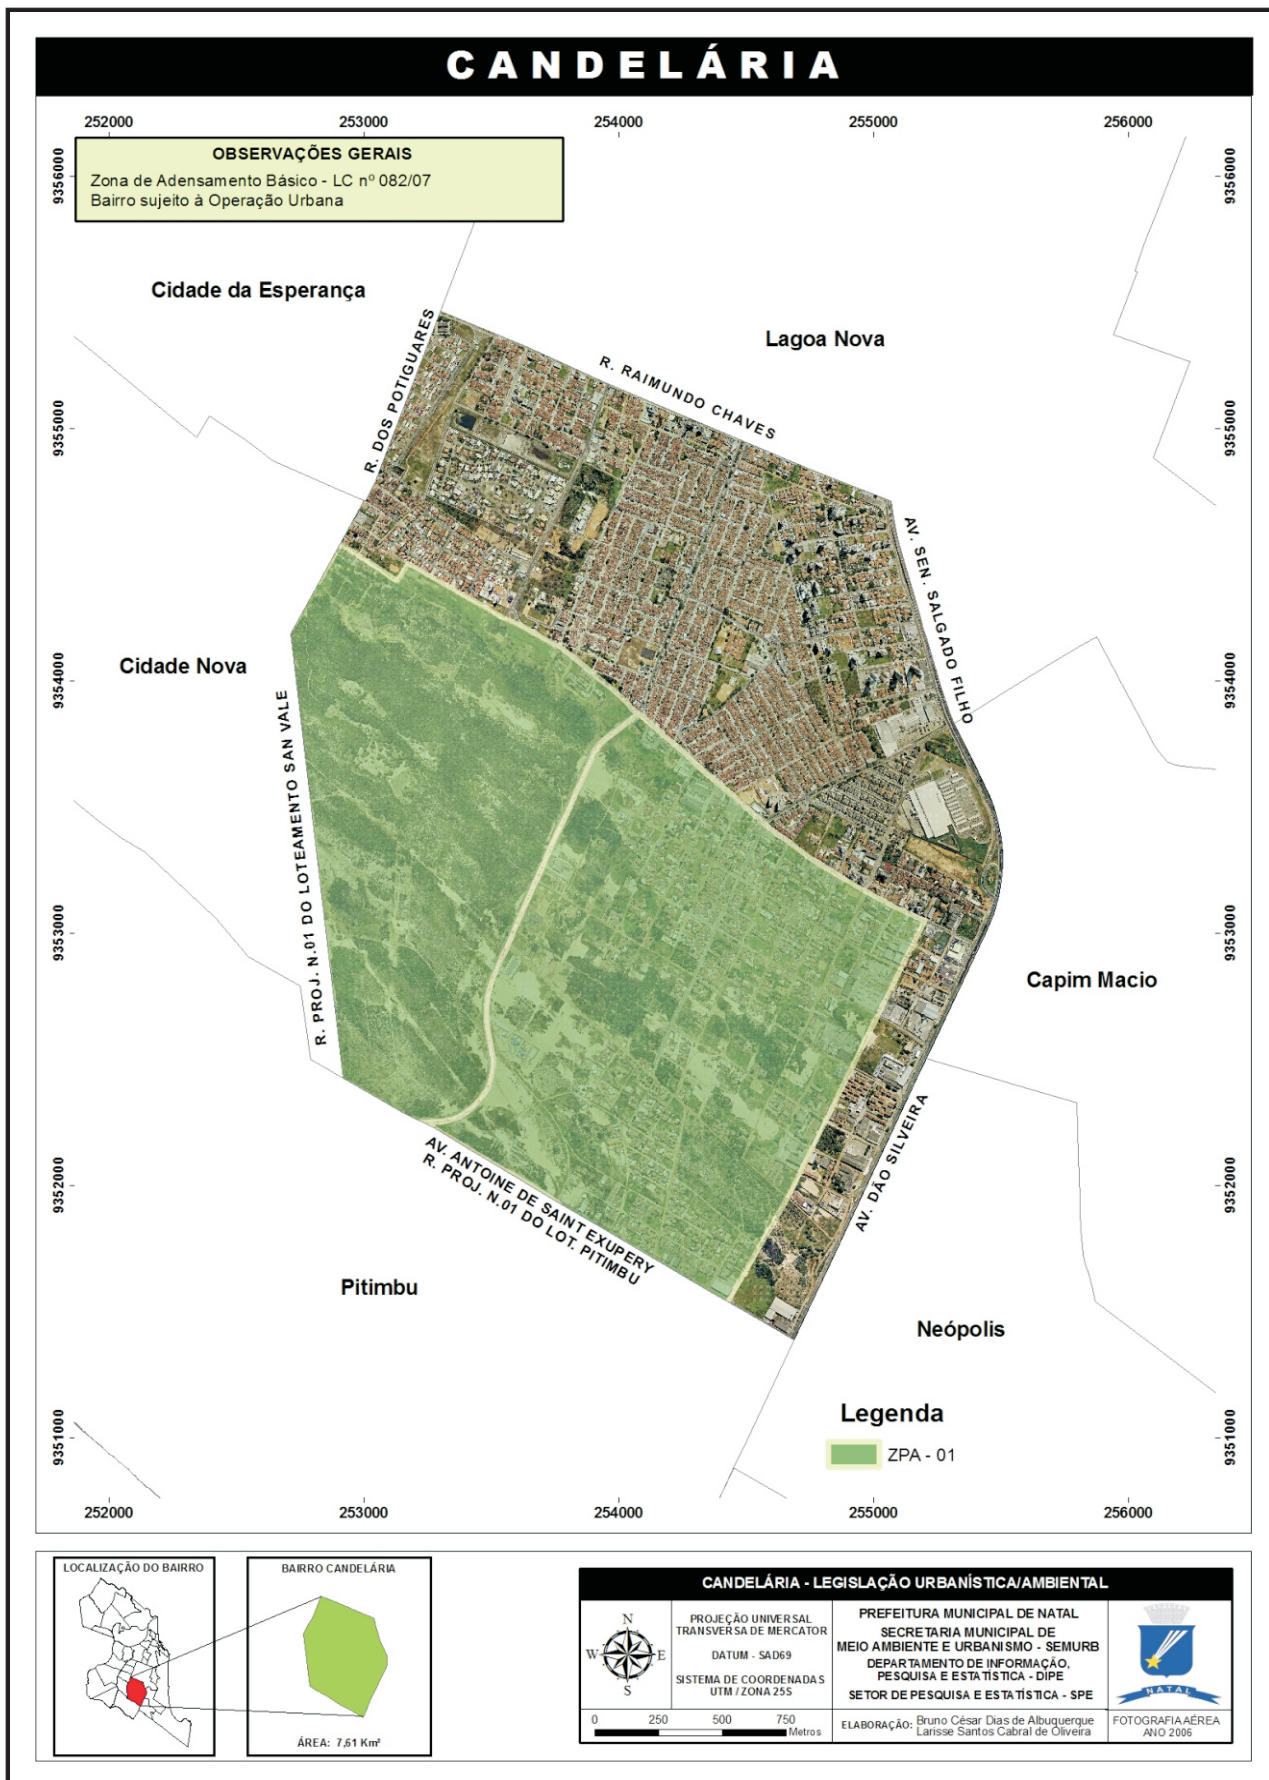 CANDELÁRIA
252000 253000 254000 255000 256000
OBSERVAÇÕES GERAIS
Zona de Adensamento Básico - LC nº 082/07
Bairro sujeito à Operação Urbana
9356000
9356000
Cidade da Esperança
Lagoa Nova
R. DOS POTIGUARES
R. RAIMUNDO CHAVES
9355000
9355000
AV. SEN. SALGADO FILHO
Cidade Nova
9354000
9354000
R. PROJ. N.01 DO LOTEAMENTO SAN VALE
9353000
9353000
Capim Macio
AV. DÃO SILVEIRA
AV. ANTOINE DE SAINT EXUPERY
R. PROJ. N.01 DO LOT. PITIMBU
9352000
9352000
Pitimbu
Neópolis
Legenda
ZPA - 01
9351000
9351000
252000 253000 254000 255000 256000
LOCALIZAÇÃO DO BAIRRO
BAIRRO CANDELÁRIA
ÁREA: 7,61 Km²
CANDELÁRIA - LEGISLAÇÃO URBANÍSTICA/AMBIENTAL
N
W E
S
PROJEÇÃO UNIVERSAL
TRANSVERSA DE MERCATOR
DATUM - SAD69
SISTEMA DE COORDENADAS
UTM / ZONA 25S
0 250 500 750
Metros
PREFEITURA MUNICIPAL DE NATAL
SECRETARIA MUNICIPAL DE
MEIO AMBIENTE E URBANISMO - SEMURB
DEPARTAMENTO DE INFORMAÇÃO,
PESQUISA E ESTATÍSTICA - DIPE
SETOR DE PESQUISA E ESTATÍSTICA - SPE
ELABORAÇÃO: Bruno César Dias de Albuquerque
Larisse Santos Cabral de Oliveira
NATAL
FOTOGRAFIA AÉREA
ANO 2006